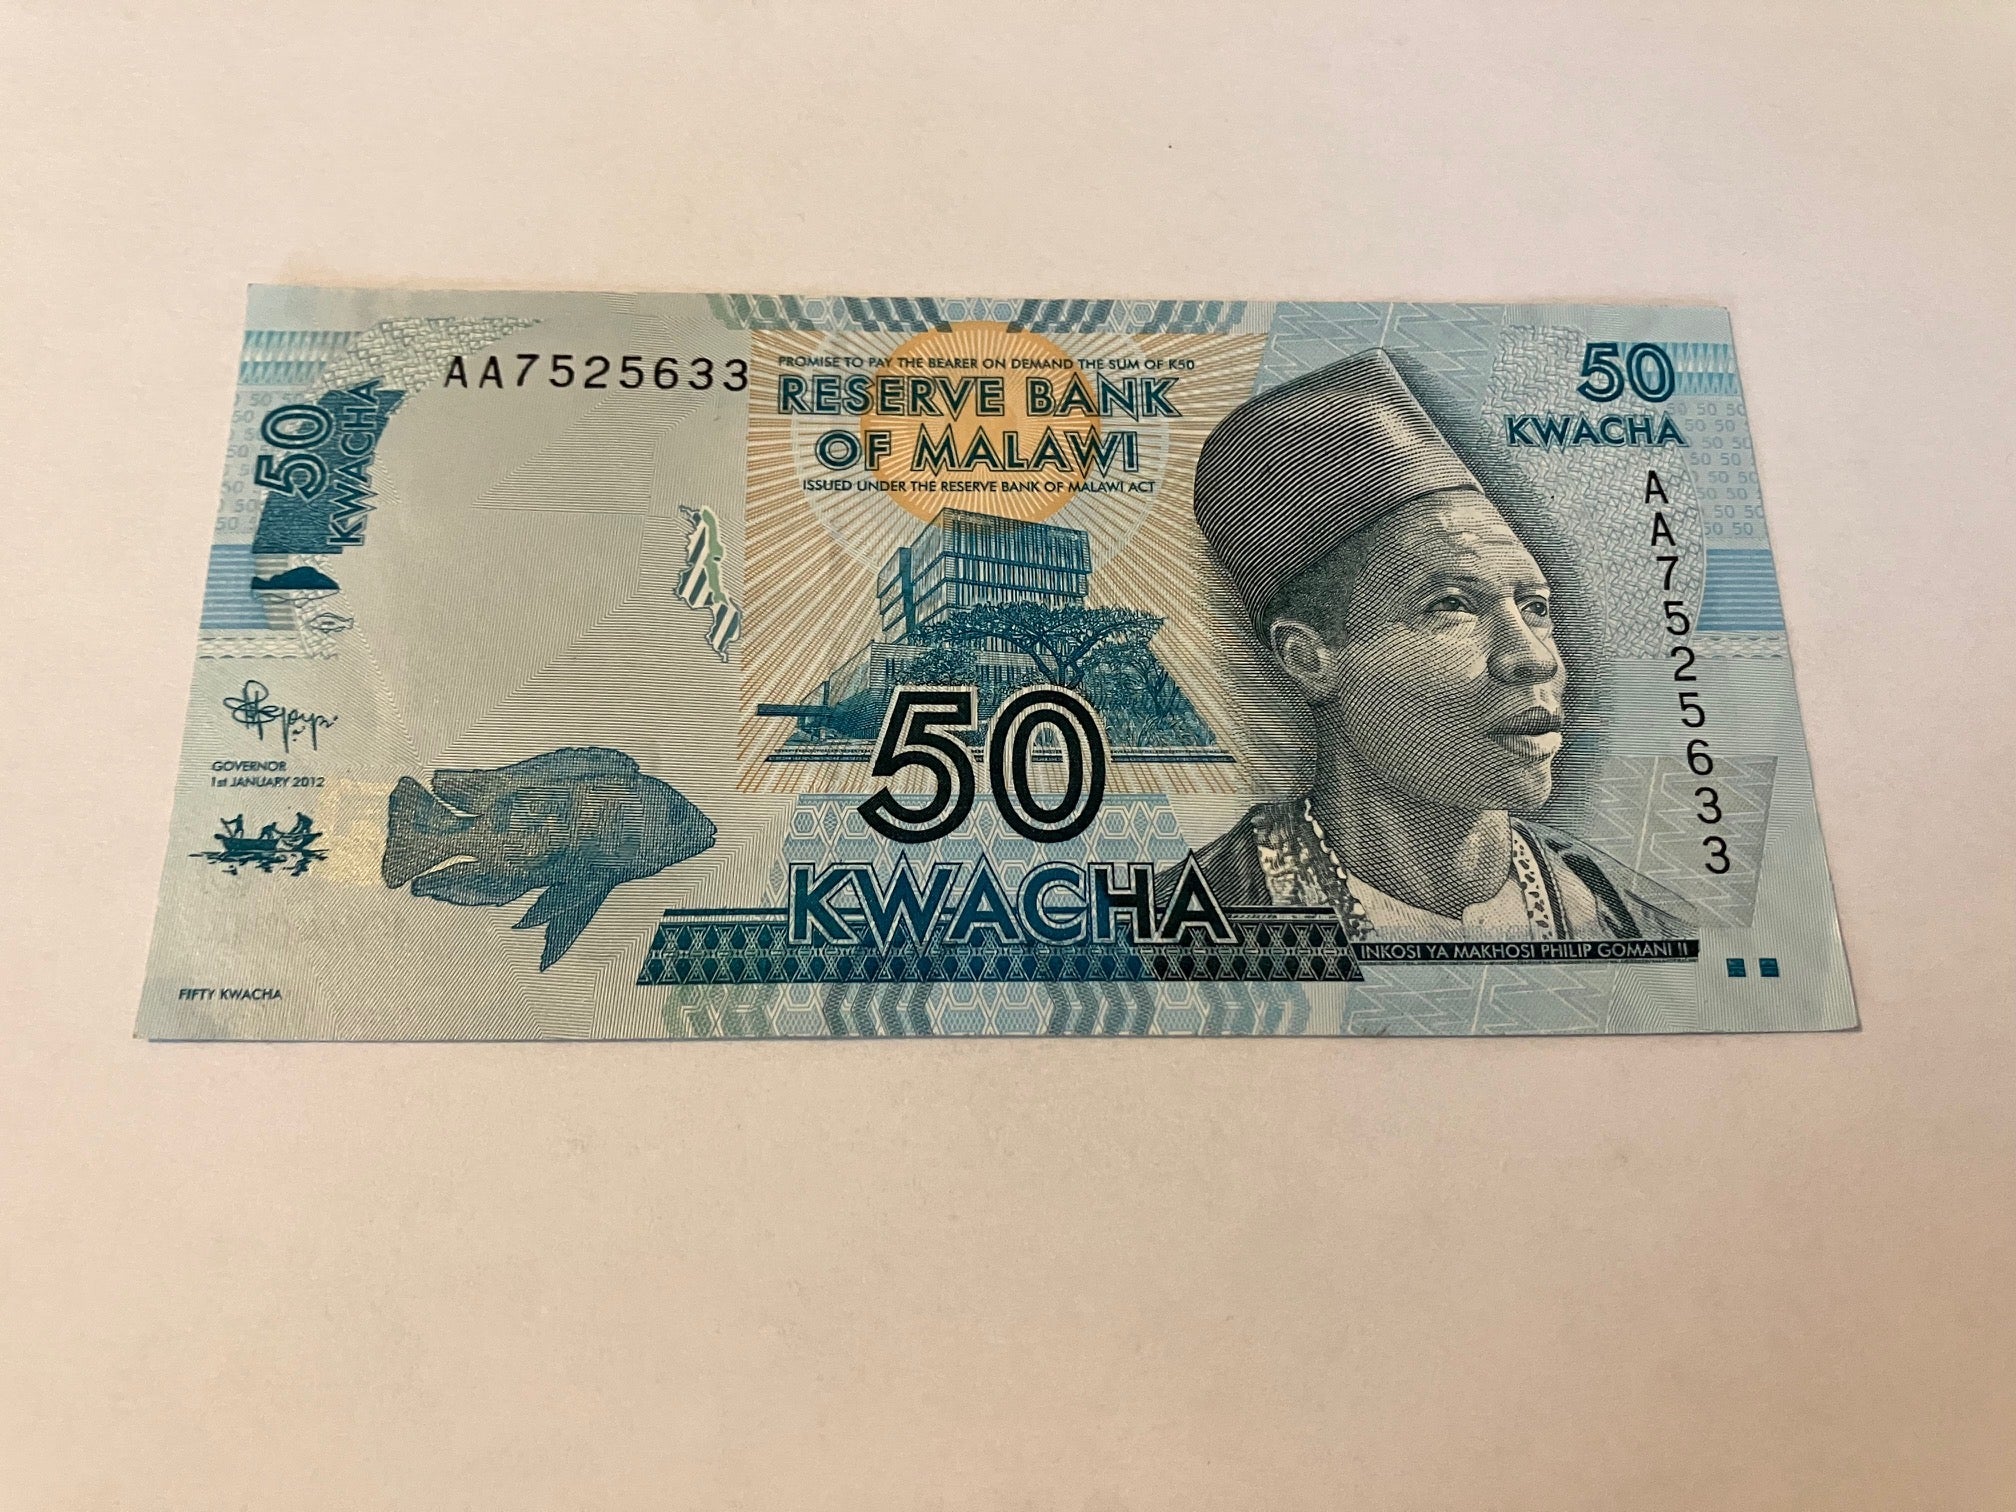 AA7525633
PROMISE TO PAY THE BEARER ON DEMAND THE SUM OF K50
RESERVE BANK
OF MALAWI
ISSUED UNDER THE RESERVE BANK OF MALAWI ACT
50
KWACHA
50
KWACHA
AA7525633
GOVERNOR
1st JANUARY 2012
50
KWACHA
INKOSI YA MAKHOSI PHILIP GOMANI II
FIFTY KWACHA